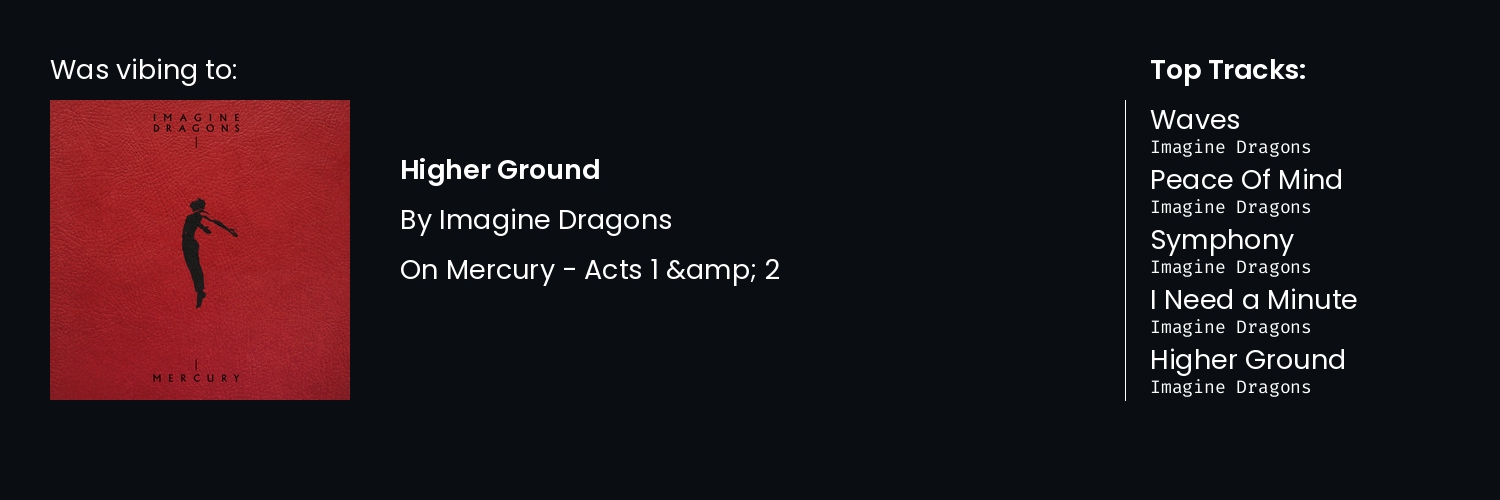 Was vibing to:
IMAGINE
DRAGONS
MERCURY
Higher Ground
By Imagine Dragons
On Mercury - Acts 1 &amp; 2
Top Tracks:
Waves
Imagine Dragons
Peace Of Mind
Imagine Dragons
Symphony
Imagine Dragons
I Need a Minute
Imagine Dragons
Higher Ground
Imagine Dragons